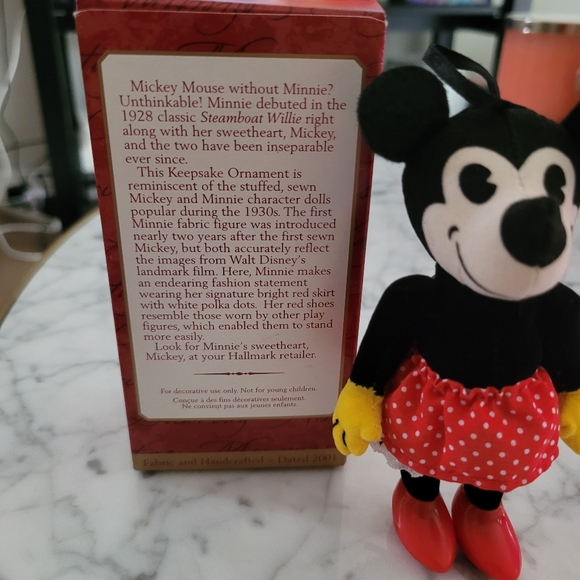 Mickey Mouse without Minnie?
Unthinkable! Minnie debuted in the
1928 classic Steamboat Willie right
along with her sweetheart, Mickey,
and the two have been inseparable
ever since.
This Keepsake Ornament is
reminiscent of the stuffed, sewn
Mickey and Minnie character dolls
popular during the 1930s. The first
Minnie fabric figure was introduced
nearly two years after the first sewn
Mickey, but both accurately reflect
the images from Walt Disney's
landmark film. Here, Minnie makes
an endearing fashion statement
wearing her signature bright red skirt
with white polka dots. Her red shoes
resemble those worn by other play
figures, which enabled them to stand
more easily.
Look for Minnie's sweetheart,
Mickey, at your Hallmark retailer.
For decorative use only. Not for young children.
Conçue a des fins décoratives seulement.
Ne convient pas aux jeunes enfants.
Fabric and Handcrafted - Dated 2001